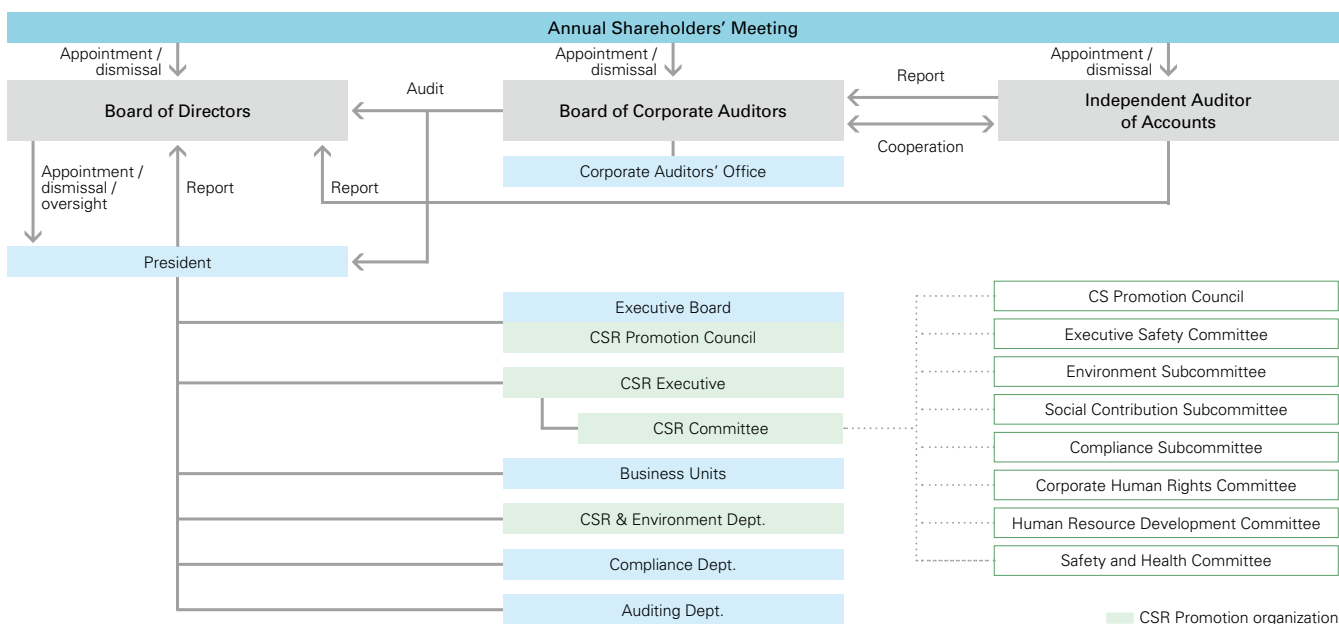 Annual Shareholders’ Meeting
Appointment /
dismissal
Appointment /
dismissal
Appointment /
dismissal
Board of Directors
Audit
Board of Corporate Auditors
Report
Cooperation
Independent Auditor
of Accounts
Corporate Auditors’ Office
Appointment /
dismissal /
oversight
Report
Report
President
Executive Board
CSR Promotion Council
CSR Executive
CSR Committee
Business Units
CSR & Environment Dept.
Compliance Dept.
Auditing Dept.
CS Promotion Council
Executive Safety Committee
Environment Subcommittee
Social Contribution Subcommittee
Compliance Subcommittee
Corporate Human Rights Committee
Human Resource Development Committee
Safety and Health Committee
CSR Promotion organization